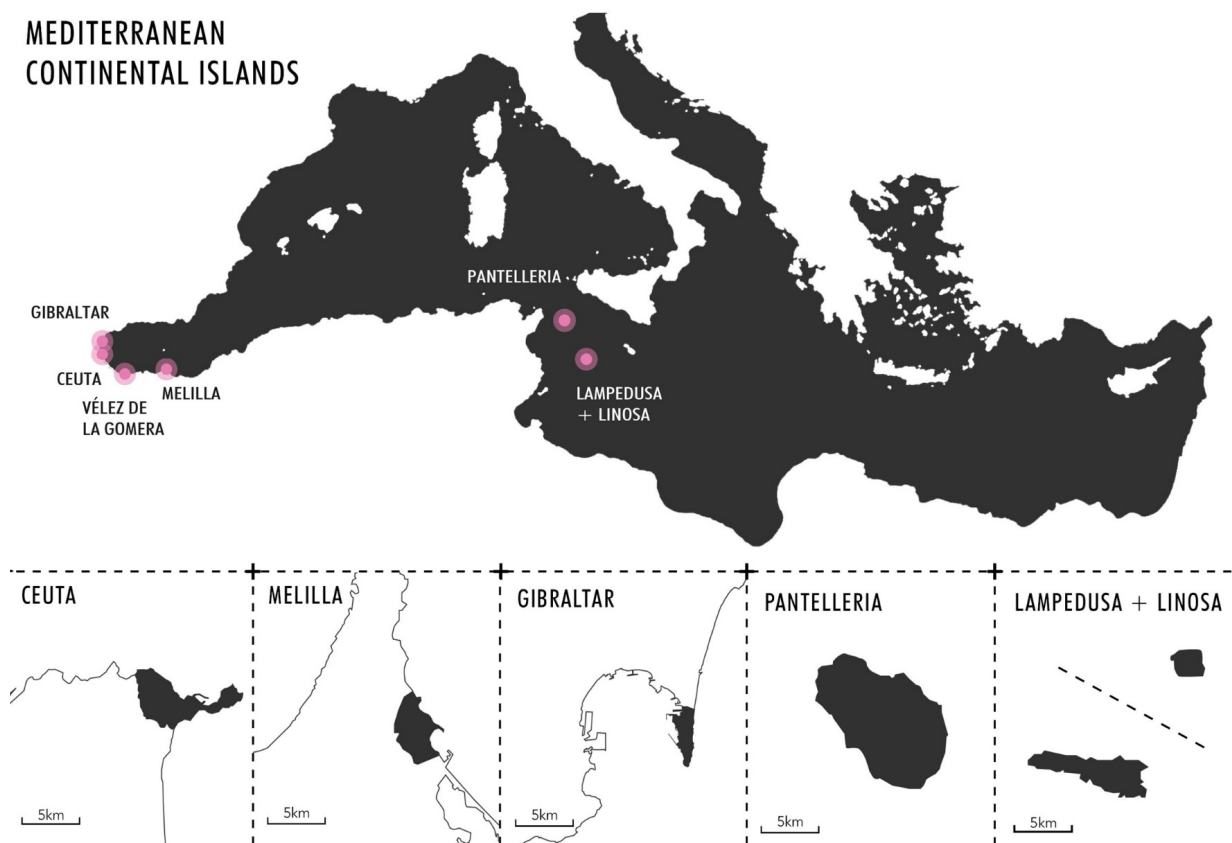 MEDITERRANEAN
CONTINENTAL ISLANDS
PANTELLERIA
GIBRALTAR
CEUTA
MELILLA
VÉLEZ DE
LA GOMERA
LAMPEDUSA
+ LINOSA
CEUTA
MELILLA
GIBRALTAR
PANTELLERIA
LAMPEDUSA + LINOSA
5km
5km
5km
5km
5km